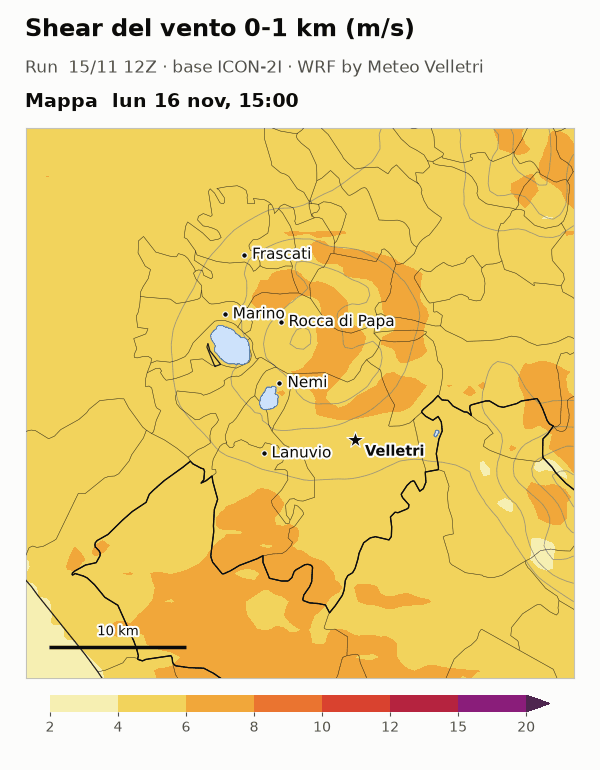 Shear del vento 0-1 km (m/s)
Run 15/11 12Z · base ICON-2I · WRF by Meteo Velletri
Mappa lun 16 nov, 15:00
Frascati
Marino
Rocca di Papa
Nemi
Velletri
Lanuvio
10 km
2 4 6 8 10 12 15 20